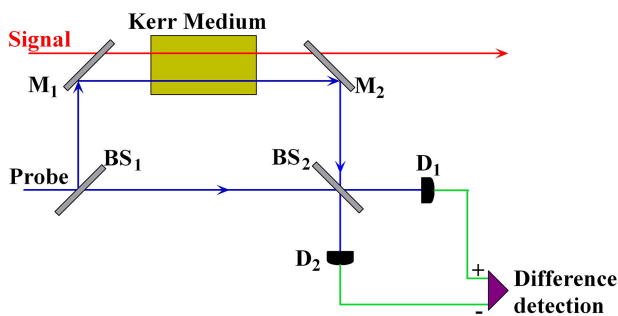 Kerr Medium
Signal
M1
M2
BS1
BS2
D1
Probe
D2
+
Difference
detection
-